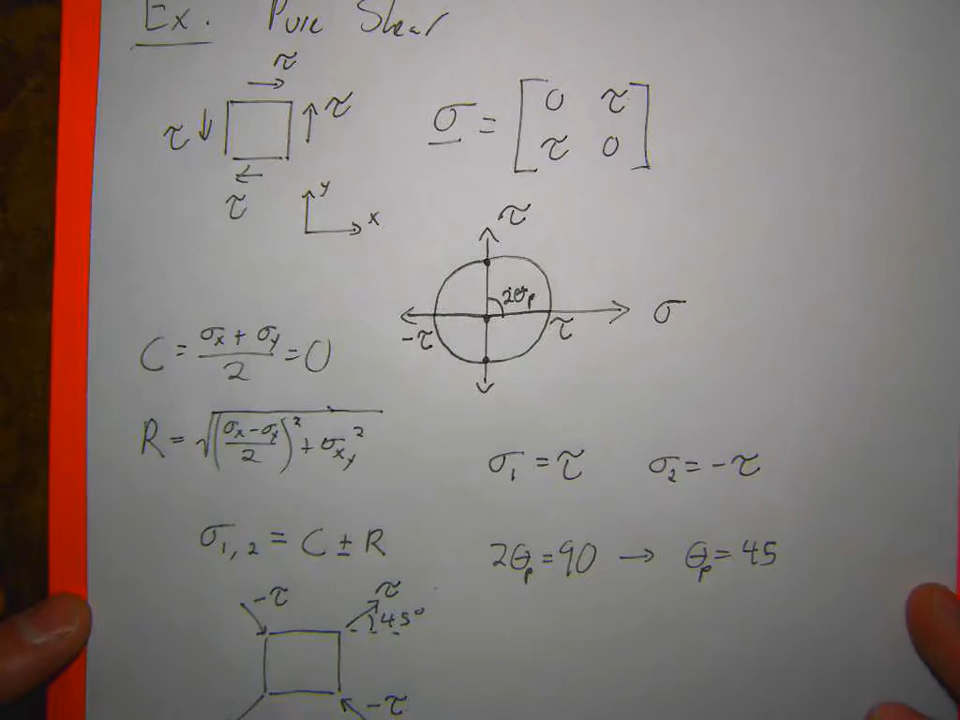 Ex. Pure Shear
τ
τ τ
τ
y
x
σ = [0 τ
τ 0]
τ
2θp
-τ τ σ
C = σx + σy / 2 = 0
R = √((σx - σy / 2)² + σxy²)
σ1 = τ σ2 = -τ
σ1,2 = C ± R
2θp = 90 → θp = 45
-τ τ
45°
-τ